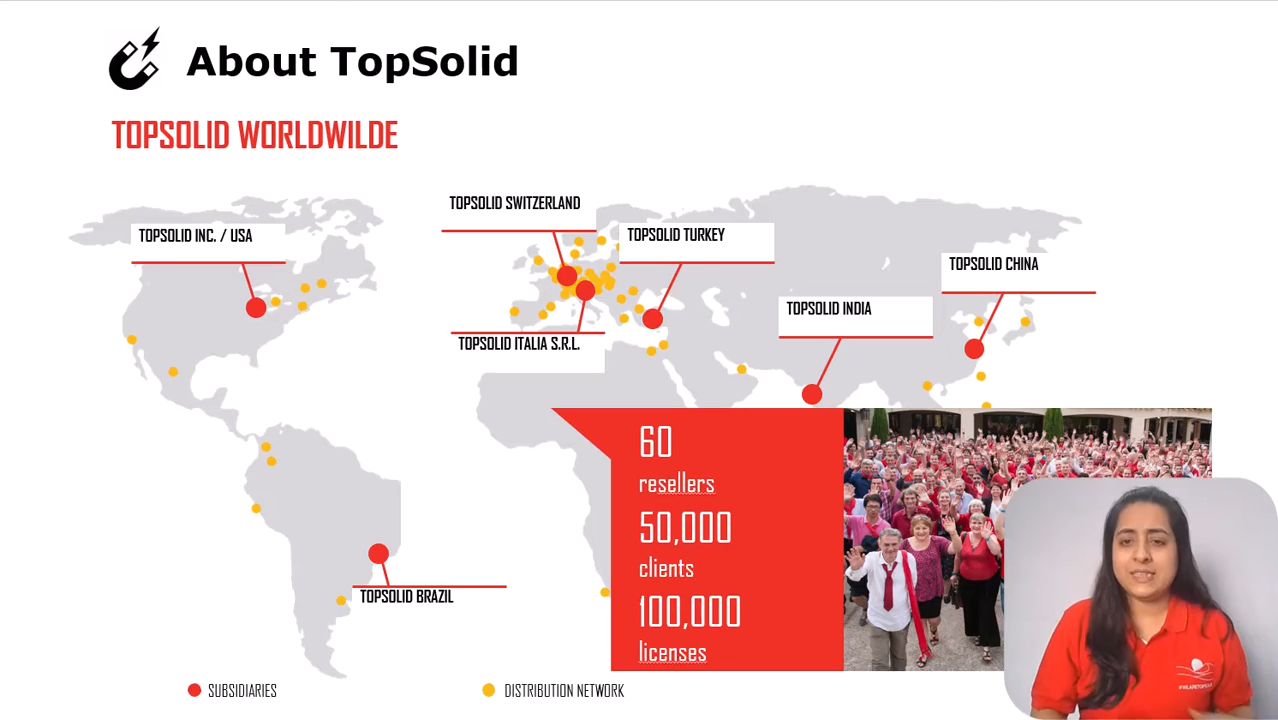 About TopSolid
TOPSOLID WORLDWILDE
TOPSOLID SWITZERLAND
TOPSOLID INC. / USA
TOPSOLID TURKEY
TOPSOLID CHINA
TOPSOLID INDIA
TOPSOLID ITALIA S.R.L.
60
resellers
50,000
clients
100,000
licenses
TOPSOLID BRAZIL
SUBSIDIARIES
DISTRIBUTION NETWORK